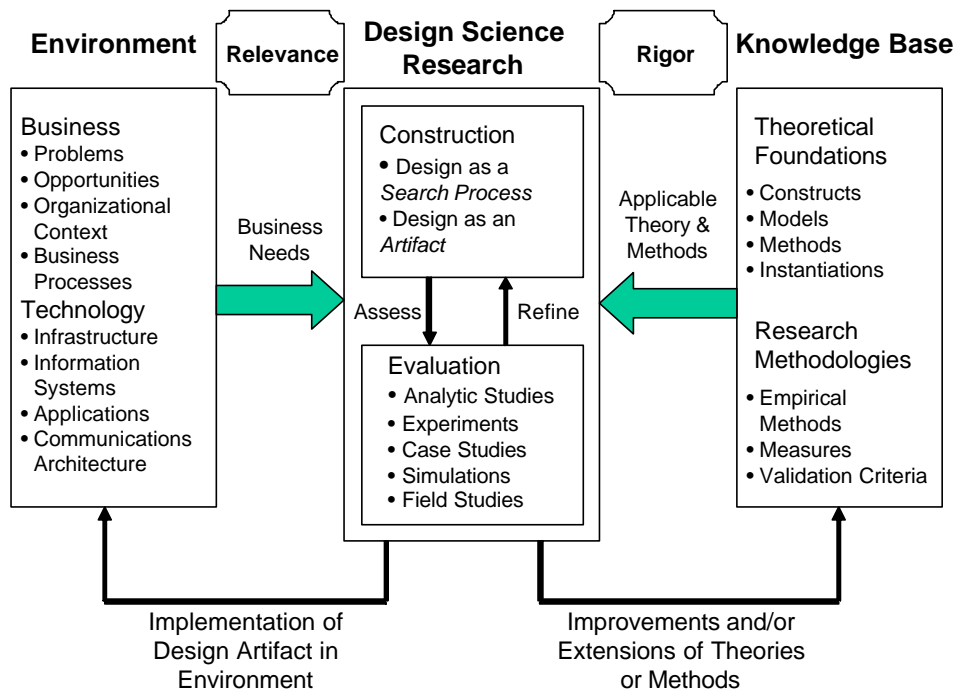 Environment
Relevance
Design Science
Research
Rigor
Knowledge Base
Business
• Problems
• Opportunities
• Organizational
Context
• Business
Processes
Technology
• Infrastructure
• Information
Systems
• Applications
• Communications
Architecture
Business
Needs
Construction
• Design as a
Search Process
• Design as an
Artifact
Assess
Refine
Evaluation
• Analytic Studies
• Experiments
• Case Studies
• Simulations
• Field Studies
Applicable
Theory &
Methods
Theoretical
Foundations
• Constructs
• Models
• Methods
• Instantiations
Research
Methodologies
• Empirical
Methods
• Measures
• Validation Criteria
Implementation of
Design Artifact in
Environment
Improvements and/or
Extensions of Theories
or Methods